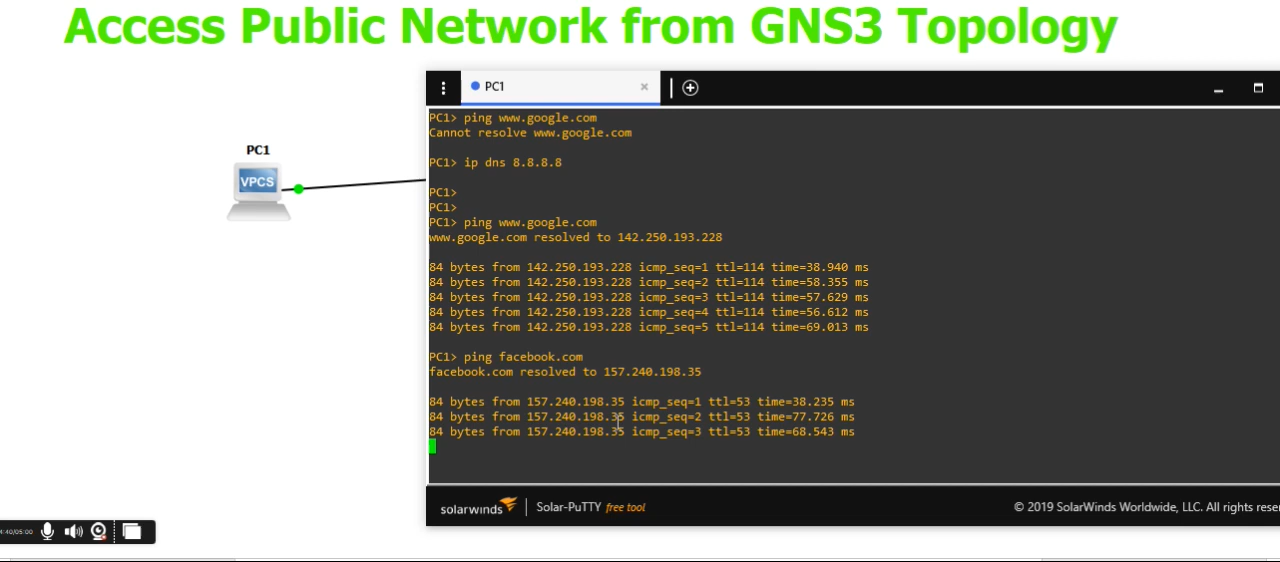 Access Public Network from GNS3 Topology
PC1
PC1
VPCS
PC1> ping www.google.com
Cannot resolve www.google.com
PC1> ip dns 8.8.8.8
PC1>
PC1>
PC1> ping www.google.com
www.google.com resolved to 142.250.193.228
84 bytes from 142.250.193.228 icmp_seq=1 ttl=114 time=38.940 ms
84 bytes from 142.250.193.228 icmp_seq=2 ttl=114 time=58.355 ms
84 bytes from 142.250.193.228 icmp_seq=3 ttl=114 time=57.629 ms
84 bytes from 142.250.193.228 icmp_seq=4 ttl=114 time=56.612 ms
84 bytes from 142.250.193.228 icmp_seq=5 ttl=114 time=69.013 ms
PC1> ping facebook.com
facebook.com resolved to 157.240.198.35
84 bytes from 157.240.198.35 icmp_seq=1 ttl=53 time=38.235 ms
84 bytes from 157.240.198.35 icmp_seq=2 ttl=53 time=77.726 ms
84 bytes from 157.240.198.35 icmp_seq=3 ttl=53 time=68.543 ms
solarwinds Solar-PuTTY free tool © 2019 SolarWinds Worldwide, LLC. All rights rese
4:40/05:00